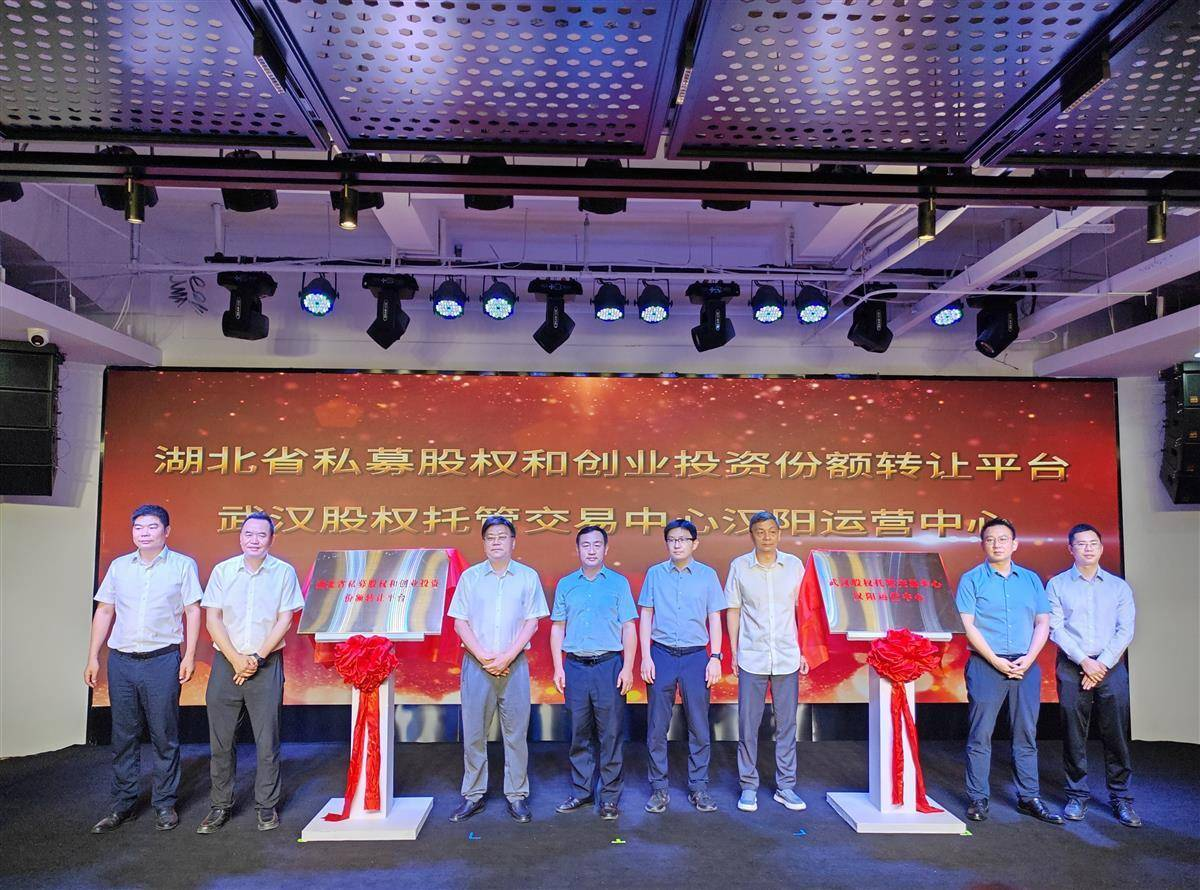 湖北省私募股权和创业投资份额转让平台
武汉股权托管交易中心汉阳运营中心
湖北省私募股权和创业投资
份额转让平台
武汉股权托管交易中心
汉阳运营中心